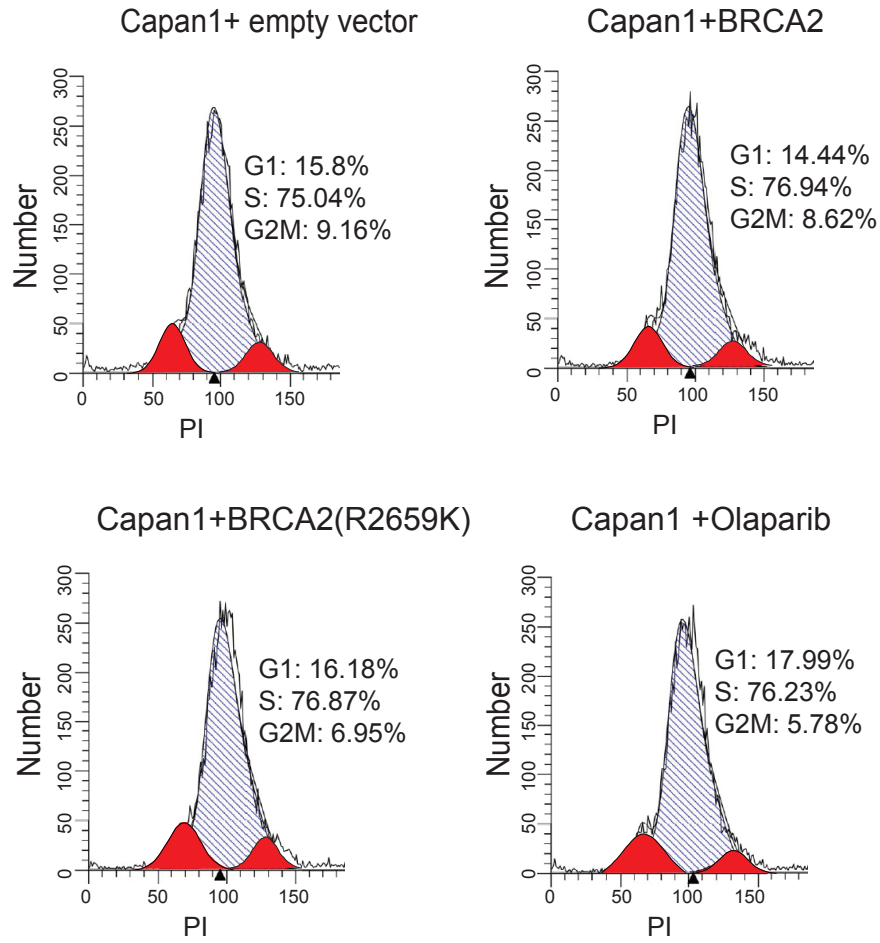 Capan1+ empty vector
300
250
200
150
100
50
0
Number
G1: 15.8%
S: 75.04%
G2M: 9.16%
0 50 100 150
PI
Capan1+BRCA2
300
250
200
150
100
50
0
Number
G1: 14.44%
S: 76.94%
G2M: 8.62%
0 50 100 150
PI
Capan1+BRCA2(R2659K)
300
250
200
150
100
50
0
Number
G1: 16.18%
S: 76.87%
G2M: 6.95%
0 50 100 150
PI
Capan1 +Olaparib
300
250
200
150
100
50
0
Number
G1: 17.99%
S: 76.23%
G2M: 5.78%
0 50 100 150
PI